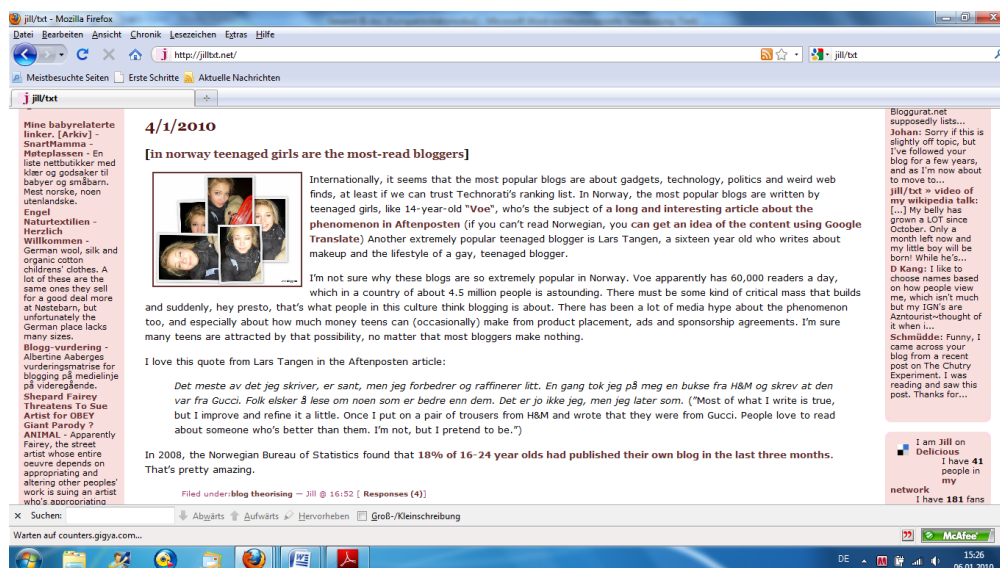 jill/txt - Mozilla Firefox
Datei Bearbeiten Ansicht Chronik Lesezeichen Extras Hilfe
http://jilltxt.net/
jill/txt
Meistbesuchte Seiten Erste Schritte Aktuelle Nachrichten
jill/txt
Mine babyrelaterte
linker. [Arkiv] -
SnartMamma -
Møteplassen - En
liste nettbutikker med
klær og godsaker til
babyer og småbarn.
Mest norske, noen
utenlandske.
Engel
Naturtextilien -
Herzlich
Willkommen -
German wool, silk and
organic cotton
childrens' clothes. A
lot of these are the
same ones they sell
for a good deal more
at Nøstebarn, but
unfortunately the
German place lacks
many sizes.
Blogg-vurdering -
Albertine Aaberges
vurderingsmatrise for
blogging på medielinje
på videregående.
Shepard Fairey
Threatens To Sue
Artist for OBEY
Giant Parody ?
ANIMAL - Apparently
Fairey, the street
artist whose entire
oeuvre depends on
appropriating and
altering other peoples'
work is suing an artist
who's appropriating
4/1/2010
[in norway teenaged girls are the most-read bloggers]
Internationally, it seems that the most popular blogs are about gadgets, technology, politics and weird web
finds, at least if we can trust Technorati's ranking list. In Norway, the most popular blogs are written by
teenaged girls, like 14-year-old "Voe", who's the subject of a long and interesting article about the
phenomenon in Aftenposten (if you can't read Norwegian, you can get an idea of the content using Google
Translate) Another extremely popular teenaged blogger is Lars Tangen, a sixteen year old who writes about
makeup and the lifestyle of a gay, teenaged blogger.
I'm not sure why these blogs are so extremely popular in Norway. Voe apparently has 60,000 readers a day,
which in a country of about 4.5 million people is astounding. There must be some kind of critical mass that builds
and suddenly, hey presto, that's what people in this culture think blogging is about. There has been a lot of media hype about the phenomenon
too, and especially about how much money teens can (occasionally) make from product placement, ads and sponsorship agreements. I'm sure
many teens are attracted by that possibility, no matter that most bloggers make nothing.
I love this quote from Lars Tangen in the Aftenposten article:
Det meste av det jeg skriver, er sant, men jeg forbedrer og raffinerer litt. En gang tok jeg på meg en bukse fra H&M og skrev at den
var fra Gucci. Folk elsker å lese om noen som er bedre enn dem. Det er jo ikke jeg, men jeg later som. ("Most of what I write is true,
but I improve and refine it a little. Once I put on a pair of trousers from H&M and wrote that they were from Gucci. People love to read
about someone who's better than them. I'm not, but I pretend to be.")
In 2008, the Norwegian Bureau of Statistics found that 18% of 16-24 year olds had published their own blog in the last three months.
That's pretty amazing.
Filed under:blog theorising — Jill @ 16:52 [ Responses (4)]
Bloggurat.net
supposedly lists...
Johan: Sorry if this is
slightly off topic, but
I've followed your
blog for a few years,
and as I'm now about
to move to...
jill/txt » video of
my wikipedia talk:
[...] My belly has
grown a LOT since
October. Only a
month left now and
my little boy will be
born! While he's...
D Kang: I like to
choose names based
on how people view
me, which isn't much
but my IGN's are
Azntourist~thought of
it when i...
Schmüdde: Funny, I
came across your
blog from a recent
post on The Chutry
Experiment. I was
reading and saw this
post. Thanks for...
I am Jill on
Delicious
I have 41
people in
my
network
I have 181 fans
Suchen: Abwärts Aufwärts Hervorheben Groß-/Kleinschreibung
Warten auf counters.gigya.com...
McAfee
DE 15:26
06.01.2010